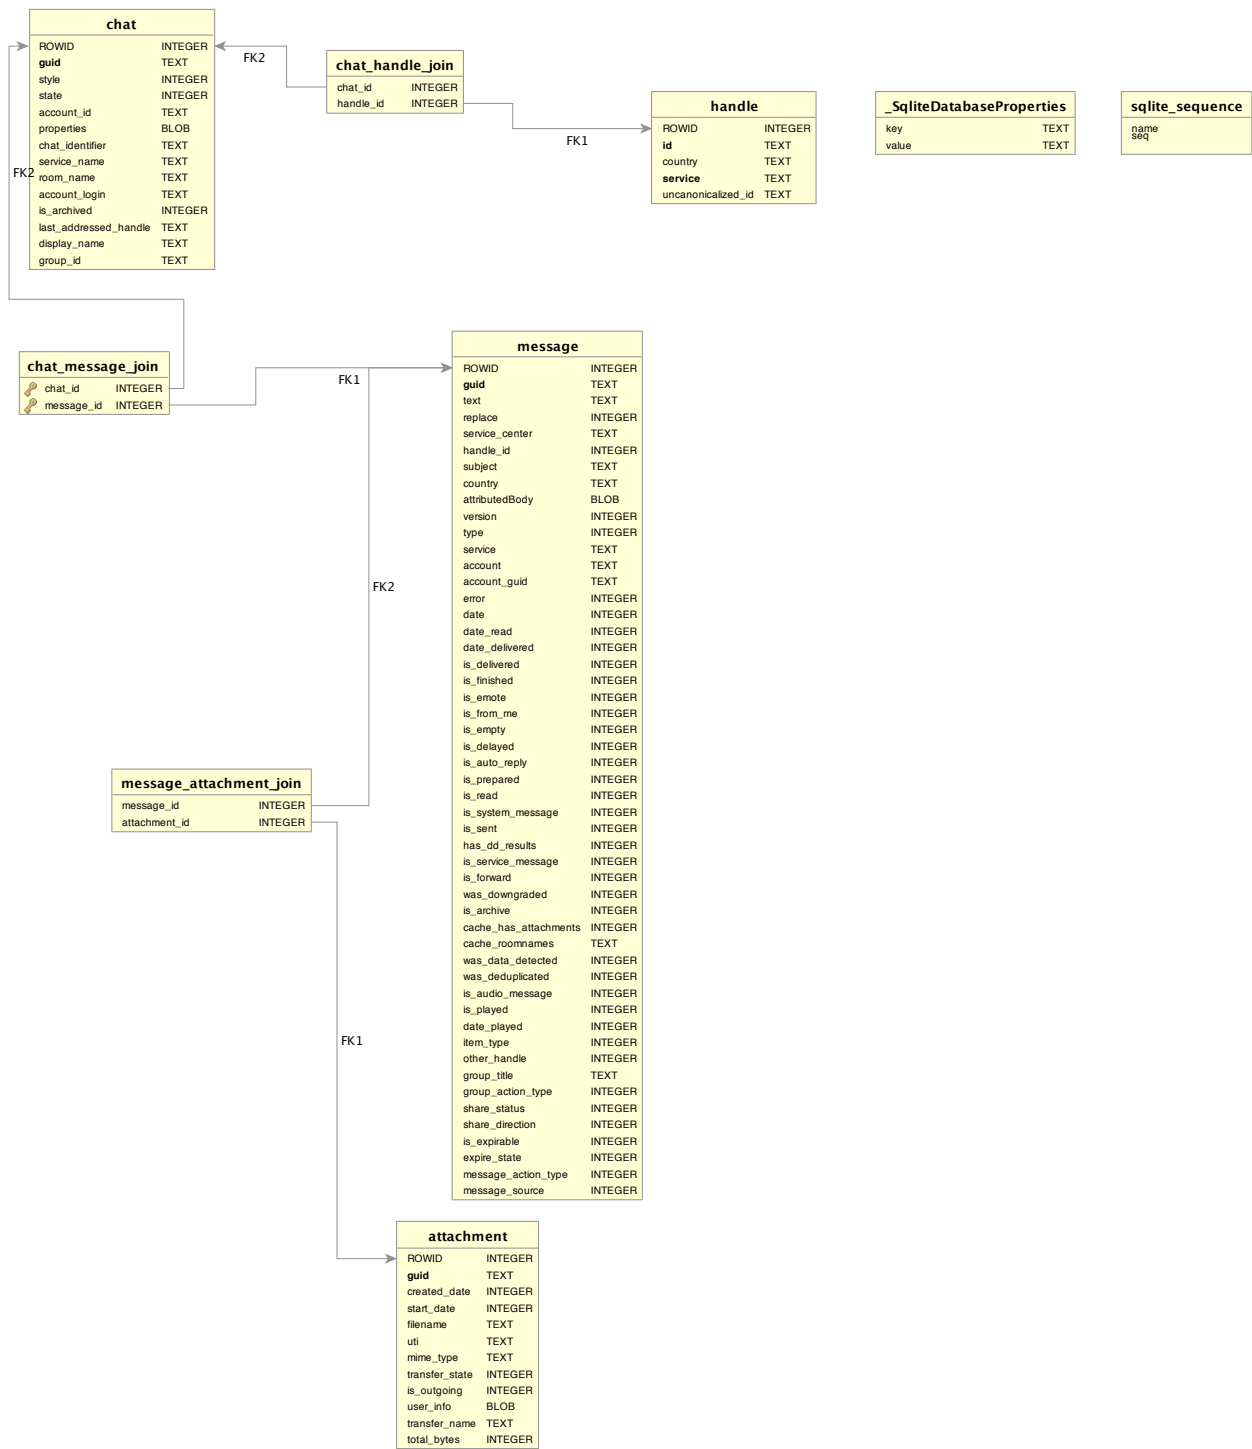 chat
ROWID INTEGER
guid TEXT
style INTEGER
state INTEGER
account_id TEXT
properties BLOB
chat_identifier TEXT
service_name TEXT
room_name TEXT
account_login TEXT
is_archived INTEGER
last_addressed_handle TEXT
display_name TEXT
group_id TEXT
FK2
FK2
chat_handle_join
chat_id INTEGER
handle_id INTEGER
FK1
handle
ROWID INTEGER
id TEXT
country TEXT
service TEXT
uncanonicalized_id TEXT
_SqliteDatabaseProperties
key TEXT
value TEXT
sqlite_sequence
name
seq
chat_message_join
chat_id INTEGER
message_id INTEGER
FK1
message
ROWID INTEGER
guid TEXT
text TEXT
replace INTEGER
service_center TEXT
handle_id INTEGER
subject TEXT
country TEXT
attributedBody BLOB
version INTEGER
type INTEGER
service TEXT
account TEXT
account_guid TEXT
error INTEGER
date INTEGER
date_read INTEGER
date_delivered INTEGER
is_delivered INTEGER
is_finished INTEGER
is_emote INTEGER
is_from_me INTEGER
is_empty INTEGER
is_delayed INTEGER
is_auto_reply INTEGER
is_prepared INTEGER
is_read INTEGER
is_system_message INTEGER
is_sent INTEGER
has_dd_results INTEGER
is_service_message INTEGER
is_forward INTEGER
was_downgraded INTEGER
is_archive INTEGER
cache_has_attachments INTEGER
cache_roomnames TEXT
was_data_detected INTEGER
was_deduplicated INTEGER
is_audio_message INTEGER
is_played INTEGER
date_played INTEGER
item_type INTEGER
other_handle INTEGER
group_title TEXT
group_action_type INTEGER
share_status INTEGER
share_direction INTEGER
is_expirable INTEGER
expire_state INTEGER
message_action_type INTEGER
message_source INTEGER
FK2
message_attachment_join
message_id INTEGER
attachment_id INTEGER
FK1
attachment
ROWID INTEGER
guid TEXT
created_date INTEGER
start_date INTEGER
filename TEXT
uti TEXT
mime_type TEXT
transfer_state INTEGER
is_outgoing INTEGER
user_info BLOB
transfer_name TEXT
total_bytes INTEGER